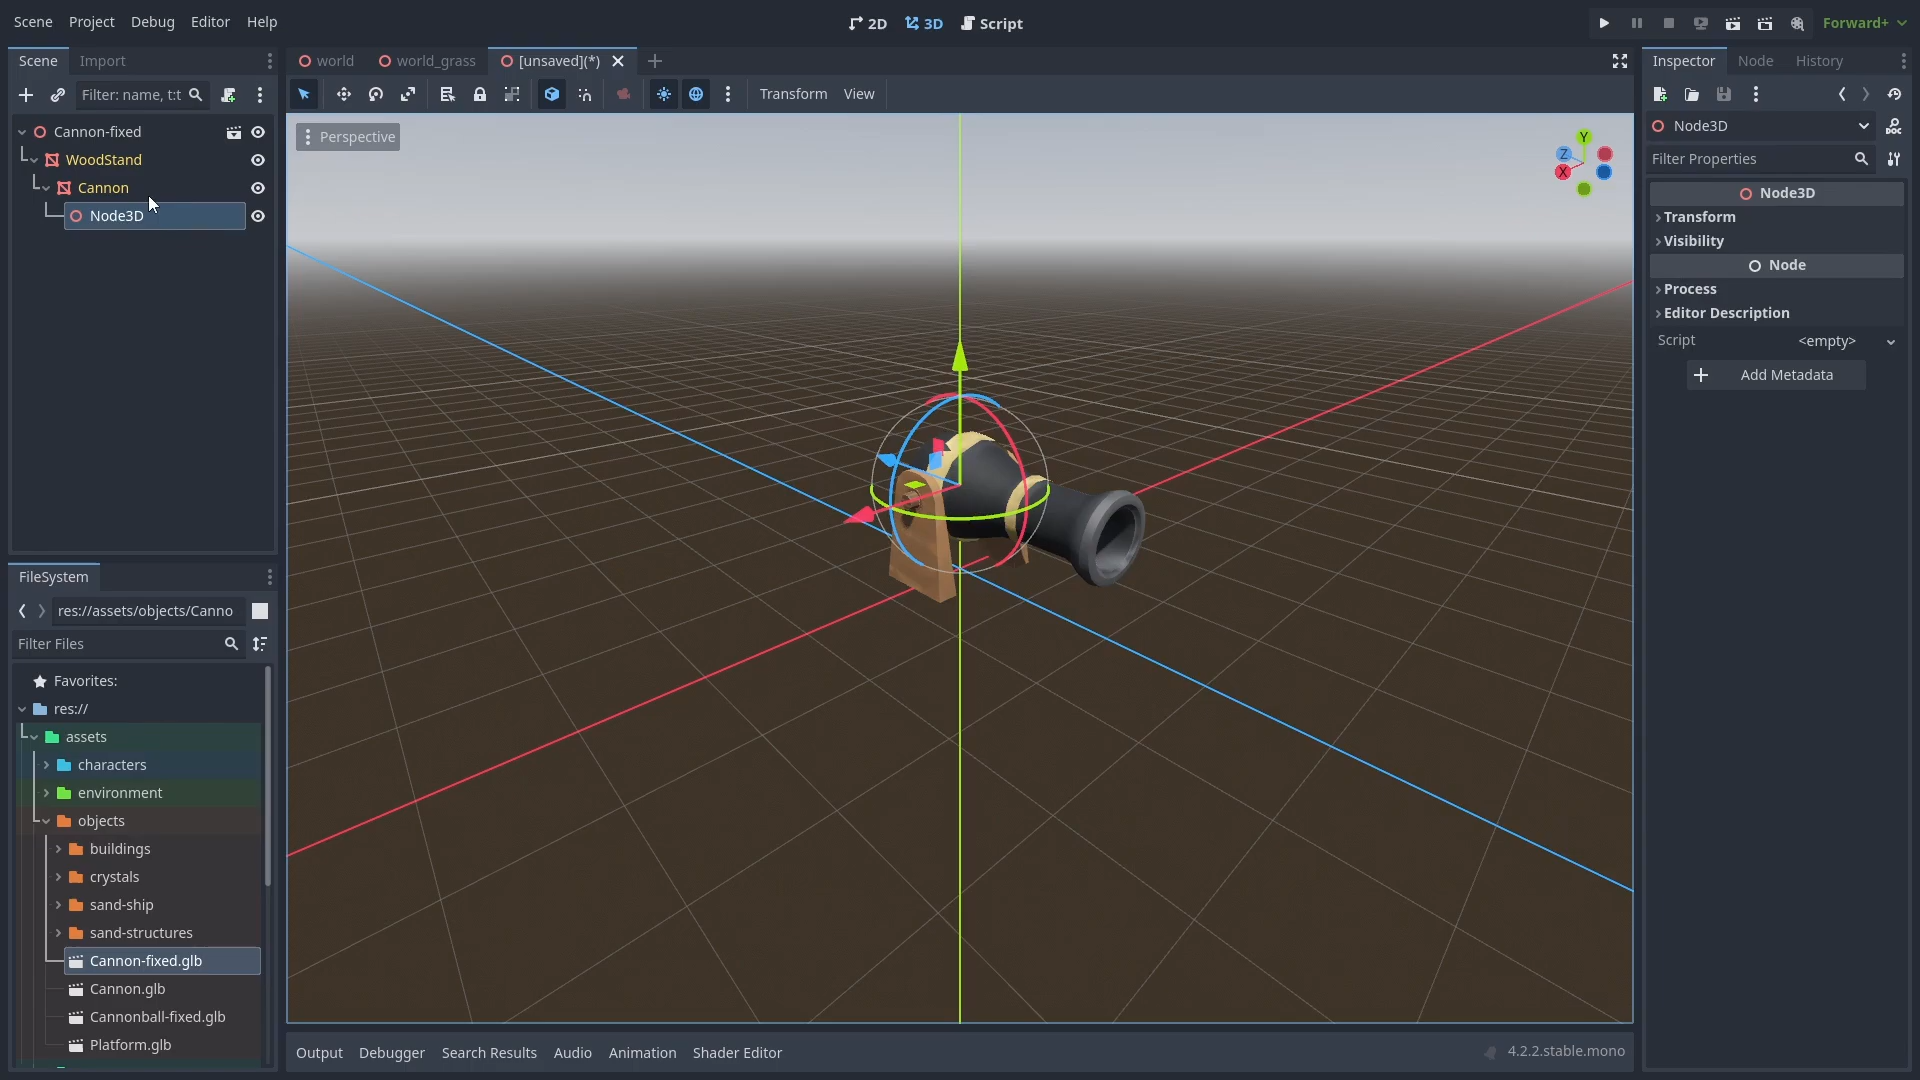 Scene Project Debug Editor Help
2D 3D Script
Forward+
Scene Import
world world_grass [unsaved](*)
Inspector Node History
Filter: name, t:t
Transform View
Cannon-fixed
WoodStand
Cannon
Node3D
Perspective
Y
Z
X
Node3D
Filter Properties
Node3D
Transform
Visibility
Node
Process
Editor Description
Script <empty>
Add Metadata
FileSystem
res://assets/objects/Canno
Filter Files
Favorites:
res://
assets
characters
environment
objects
buildings
crystals
sand-ship
sand-structures
Cannon-fixed.glb
Cannon.glb
Cannonball-fixed.glb
Platform.glb
Output Debugger Search Results Audio Animation Shader Editor
4.2.2.stable.mono